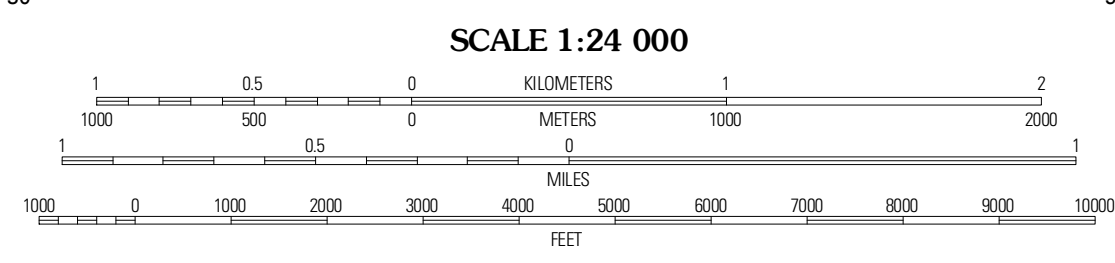 SCALE 1:24 000
1 0.5 0 KILOMETERS 1 2
1000 500 0 METERS 1000 2000
1 0.5 0 1
MILES
1000 0 1000 2000 3000 4000 5000 6000 7000 8000 9000 10000
FEET